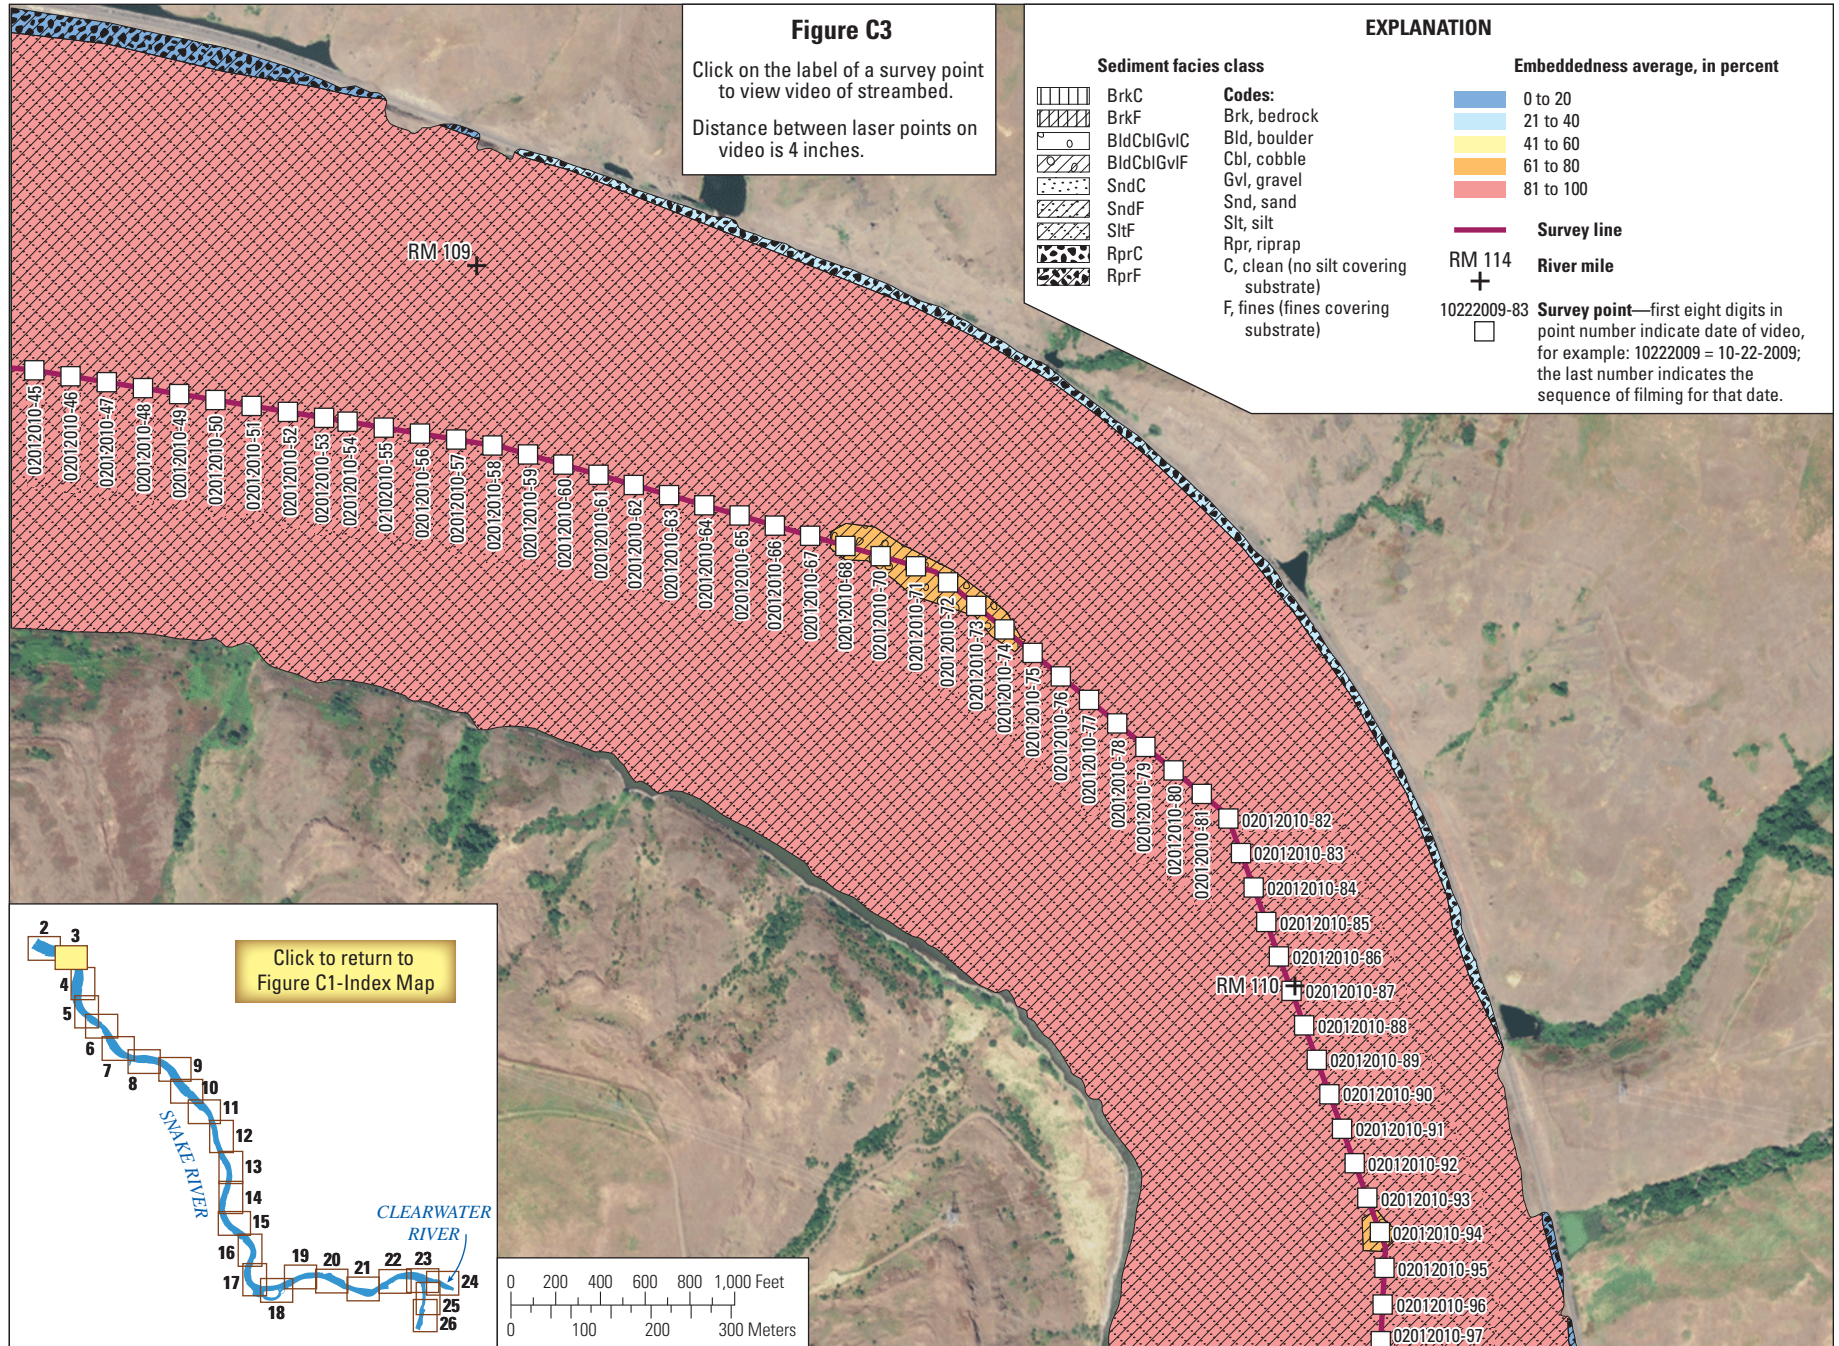 Figure C3
Click on the label of a survey point
to view video of streambed.
Distance between laser points on
video is 4 inches.
EXPLANATION
Sediment facies class
BrkC
BrkF
BldCblGvlC
BldCblGvlF
SndC
SndF
SltF
RprC
RprF
Codes:
Brk, bedrock
Bld, boulder
Cbl, cobble
Gvl, gravel
Snd, sand
Slt, silt
Rpr, riprap
C, clean (no silt covering
substrate)
F, fines (fines covering
substrate)
Embeddedness average, in percent
0 to 20
21 to 40
41 to 60
61 to 80
81 to 100
Survey line
RM 114
River mile
10222009-83
Survey point—first eight digits in
point number indicate date of video,
for example: 10222009 = 10-22-2009;
the last number indicates the
sequence of filming for that date.
RM 109
02012010-45
02012010-46
02012010-47
02012010-48
02012010-49
02012010-50
02012010-51
02012010-52
02012010-53
02012010-54
02102010-55
02012010-56
02012010-57
02012010-58
02012010-59
02012010-60
02012010-61
02012010-62
02012010-63
02012010-64
02012010-65
02012010-66
02012010-67
02012010-68
02012010-70
02012010-71
02012010-72
02012010-73
02012010-74
02012010-75
02012010-76
02012010-77
02012010-78
02012010-79
02012010-80
02012010-81
02012010-82
02012010-83
02012010-84
02012010-85
02012010-86
RM 110
02012010-87
02012010-88
02012010-89
02012010-90
02012010-91
02012010-92
02012010-93
02012010-94
02012010-95
02012010-96
02012010-97
Click to return to
Figure C1-Index Map
2
3
4
5
6
7
8
9
10
11
12
13
14
15
16
17
18
19
20
21
22
23
24
25
26
SNAKE RIVER
CLEARWATER
RIVER
0 200 400 600 800 1,000 Feet
0 100 200 300 Meters